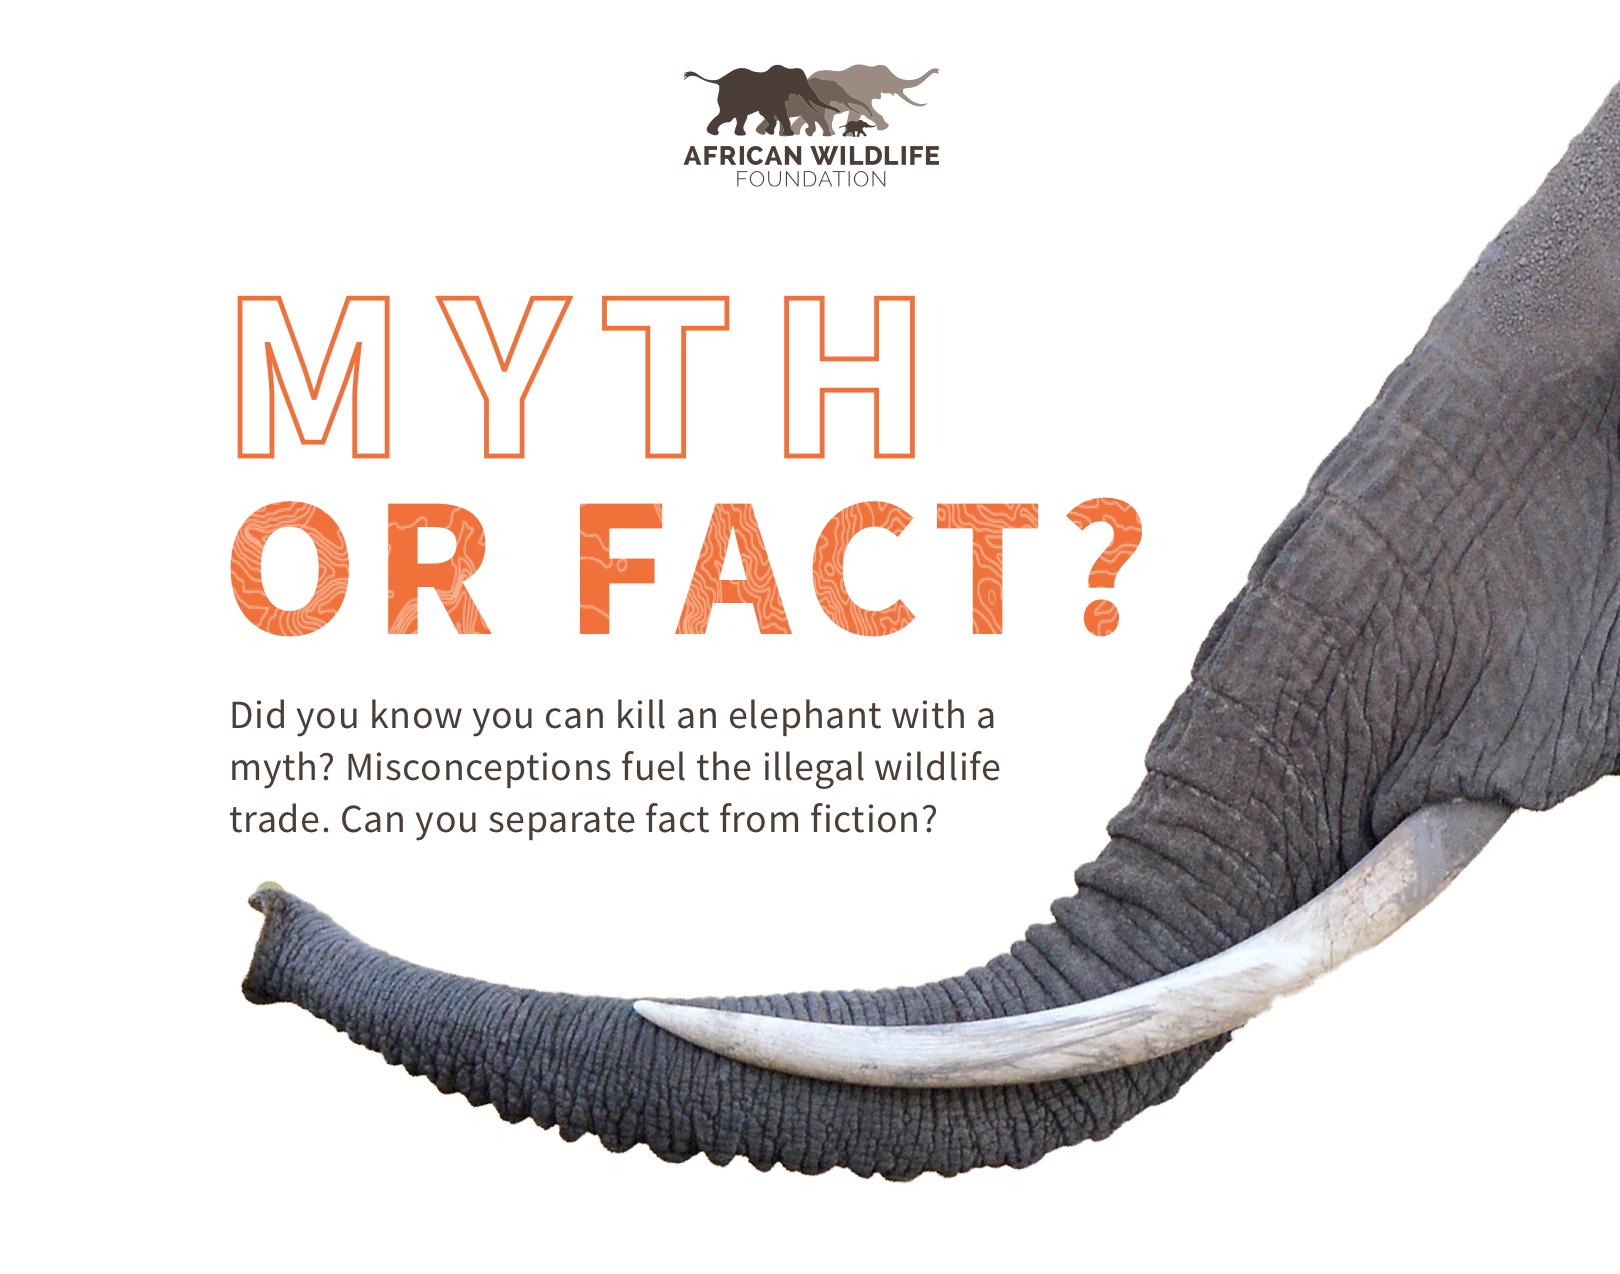 AFRICAN WILDLIFE
FOUNDATION
MYTH
OR FACT?
Did you know you can kill an elephant with a
myth? Misconceptions fuel the illegal wildlife
trade. Can you separate fact from fiction?